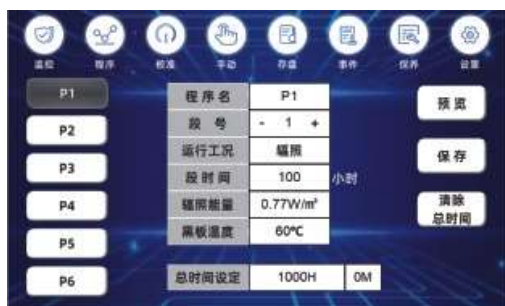 监控 程序 校准 手动 存盘 事件 保养 设置
P1
P2
P3
P4
P5
P6
程序名 P1
段 号 - 1 +
运行工况 辐照
段时间 100 小时
辐照能量 0.77W/m²
黑板温度 60℃
总时间设定 1000H 0M
预览
保存
清除
总时间